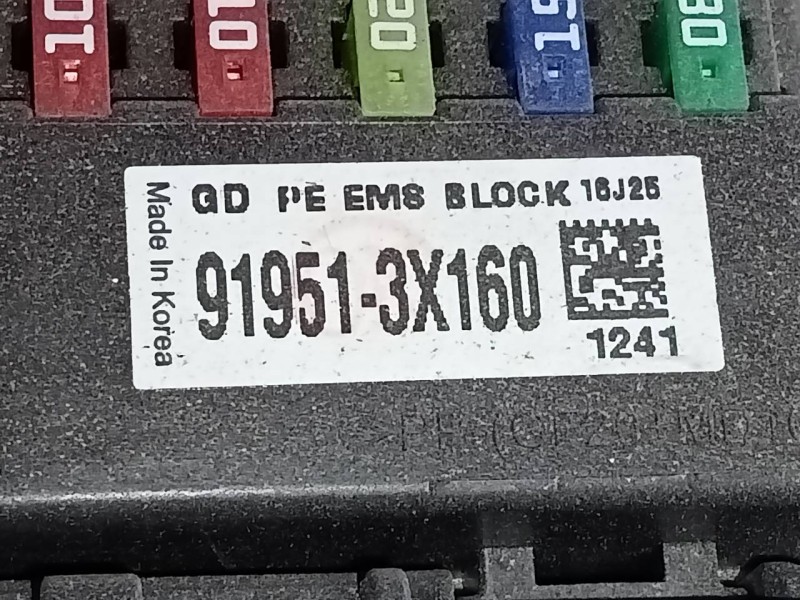 10 10 20 15 30
GD PE EMS BLOCK 16J25
Made In Korea
91951-3X160
1241